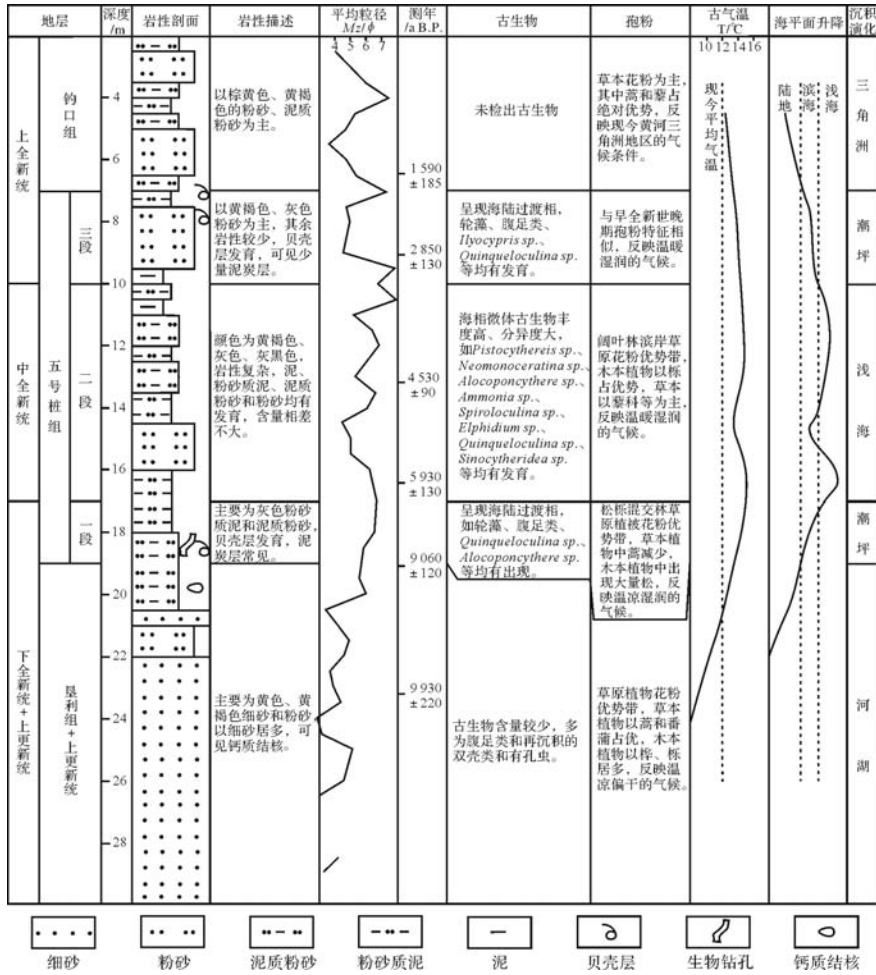 地层
深度
/m
岩性剖面
岩性描述
平均粒径
Mz/ϕ
测年
/a B.P.
古生物
孢粉
古气温
T/℃
海平面升降
沉积
演化
4 5 6 7
10 12 14 16
上全新统
中全新统
下全新统+上更新统
钓口组
五号桩组
三段
二段
一段
垦利组+上更新统
4
6
8
10
12
14
16
18
20
22
24
26
28
以棕黄色、黄褐
色的粉砂、泥质
粉砂为主。
以黄褐色、灰色
粉砂为主，其余
岩性较少，贝壳
层发育，可见少
量泥炭层。
颜色为黄褐色、
灰色、灰黑色，
岩性复杂，泥、
粉砂质泥、泥质
粉砂和粉砂均有
发育，含量相差
不大。
主要为灰色粉砂
质泥和泥质粉砂，
贝壳层发育，泥
炭层常见。
主要为黄色、黄
褐色细砂和粉砂
以细砂居多，可
见钙质结核。
1 590
±185
2 850
±130
4 530
±90
5 930
±130
9 060
±120
9 930
±220
未检出古生物
呈现海陆过渡相，
轮藻、腹足类、
Ilyocypris sp.、
Quinqueloculina sp.
等均有发育。
海相微体古生物丰
度高、分异度大，
如Pistocythereis sp.、
Neomonoceratina sp.、
Alocoponcythere sp.、
Ammonia sp.、
Spiroloculina sp.、
Elphidium sp.、
Quinqueloculina sp.、
Sinocytheridea sp.
等均有发育。
呈现海陆过渡相，
如轮藻、腹足类、
Quinqueloculina sp.、
Alocoponcythere sp.
等均有出现。
古生物含量较少，多
为腹足类和再沉积的
双壳类和有孔虫。
草本花粉为主，
其中蒿和藜占
绝对优势，反
映现今黄河三
角洲地区的气
候条件。
与早全新世晚
期孢粉特征相
似，反映温暖
湿润的气候。
阔叶林滨岸草
原花粉优势带，
木本植物以栎
占优势，草本
以藜科等为主，
反映温暖湿润
的气候。
松栎混交林草
原植被花粉优
势带，草本植
物中蒿减少，
木本植物中出
现大量松，反
映温凉湿润的
气候。
草原植物花粉
优势带，草本
植物以蒿和香
蒲占优，木本
植物以桦、栎
居多，反映温
凉偏干的气候。
现今平均气温
陆地
滨海
浅海
三角洲
潮坪
浅海
潮坪
河湖
细砂
粉砂
泥质粉砂
粉砂质泥
泥
贝壳层
生物钻孔
钙质结核